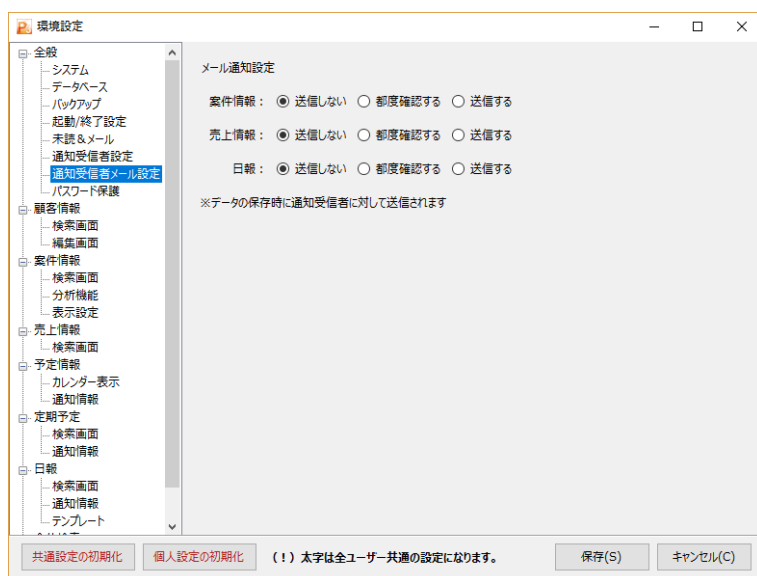 環境設定
全般
システム
データベース
バックアップ
起動/終了設定
未読＆メール
通知受信者設定
通知受信者メール設定
パスワード保護
顧客情報
検索画面
編集画面
案件情報
検索画面
分析機能
表示設定
売上情報
検索画面
予定情報
カレンダー表示
通知情報
定期予定
検索画面
通知情報
日報
検索画面
通知情報
テンプレート
メール通知設定
案件情報： 送信しない 都度確認する 送信する
売上情報： 送信しない 都度確認する 送信する
日報： 送信しない 都度確認する 送信する
※データの保存時に通知受信者に対して送信されます
共通設定の初期化 個人設定の初期化 （！）太字は全ユーザー共通の設定になります。 保存(S) キャンセル(C)